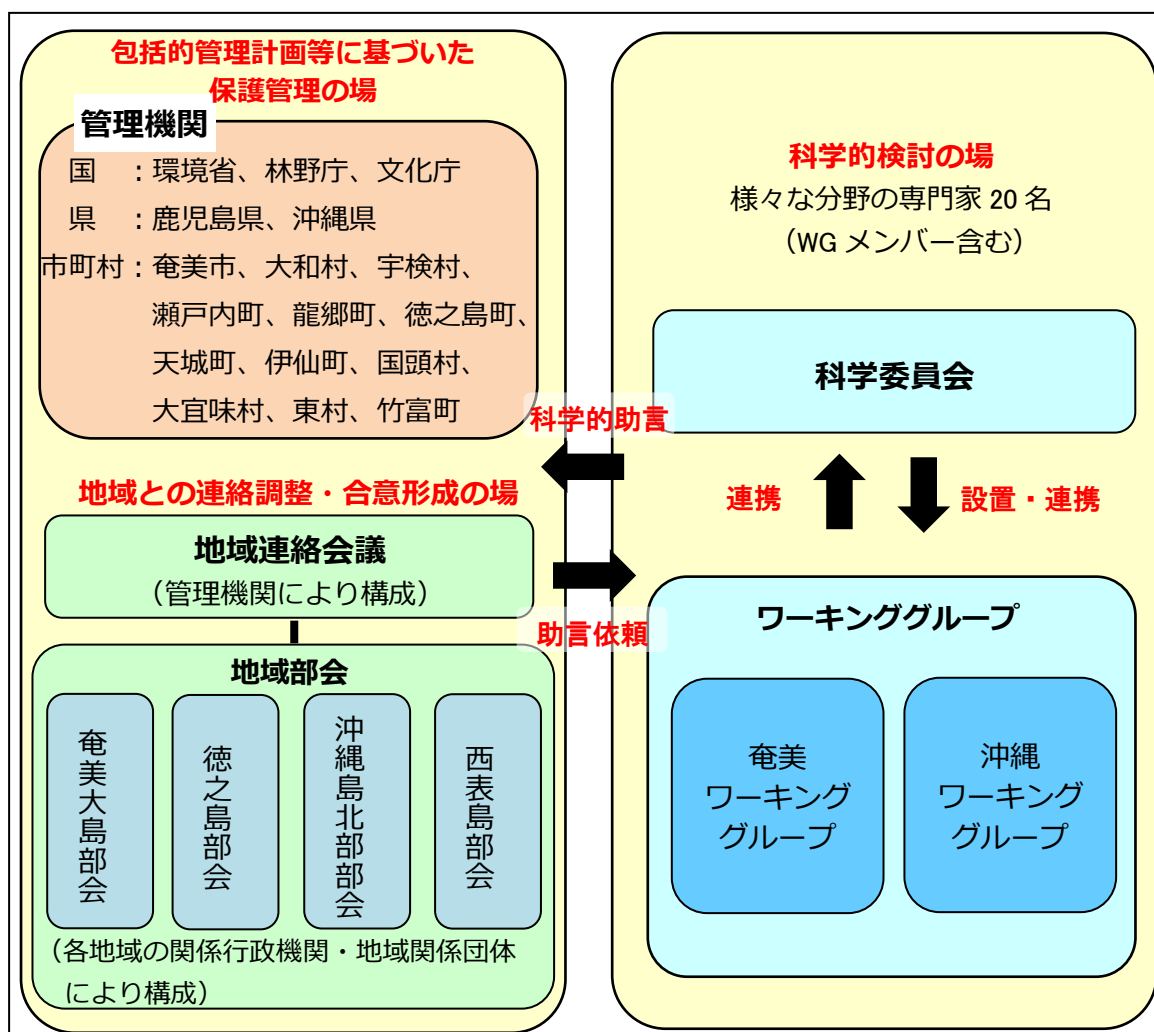 包括的管理計画等に基づいた
保護管理の場
管理機関
国　：環境省、林野庁、文化庁
県　：鹿児島県、沖縄県
市町村：奄美市、大和村、宇検村、
瀬戸内町、龍郷町、徳之島町、
天城町、伊仙町、国頭村、
大宜味村、東村、竹富町
地域との連絡調整・合意形成の場
地域連絡会議
（管理機関により構成）
地域部会
奄美大島部会
徳之島部会
沖縄島北部部会
西表島部会
（各地域の関係行政機関・地域関係団体
により構成）
科学的助言
助言依頼
科学的検討の場
様々な分野の専門家 20 名
（WG メンバー含む）
科学委員会
連携
設置・連携
ワーキンググループ
奄美
ワーキング
グループ
沖縄
ワーキング
グループ